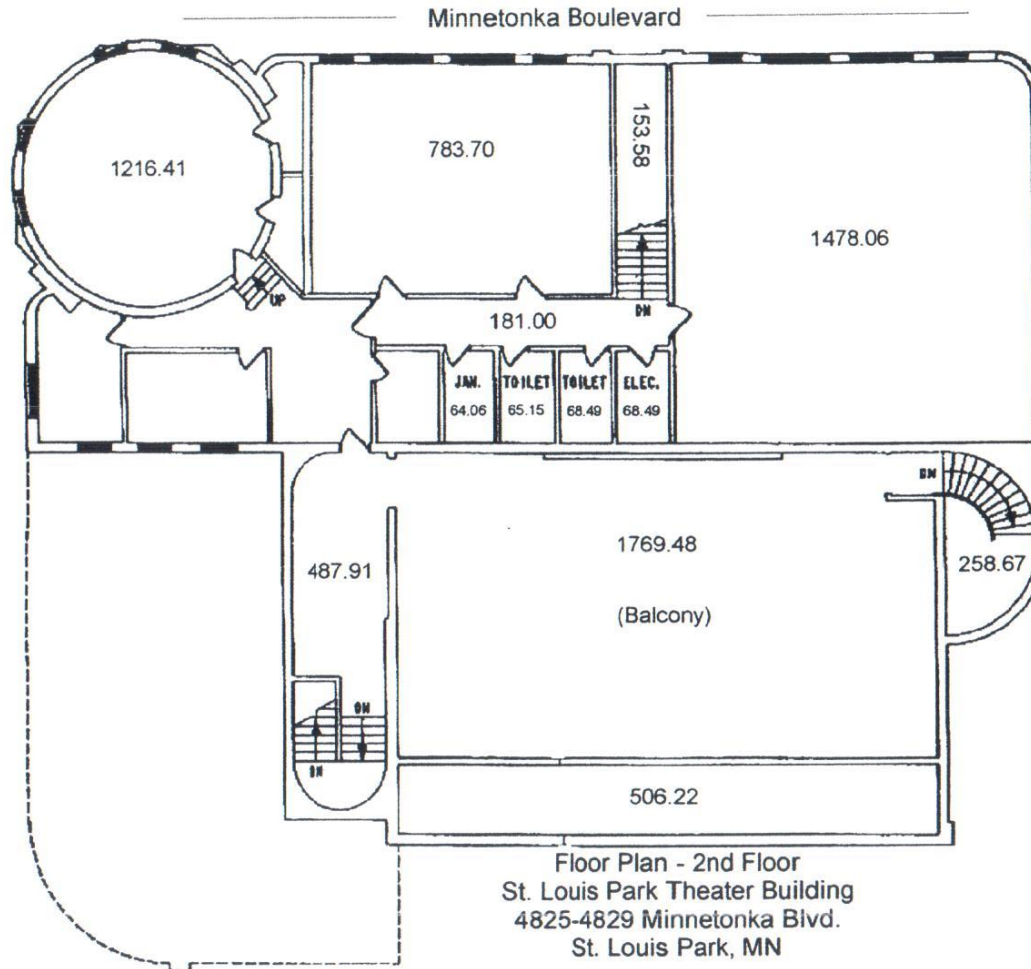 Minnetonka Boulevard
1216.41
783.70
153.58
1478.06
UP
181.00
DN
JAN.
64.06
TOILET
65.15
TOILET
68.49
ELEC.
68.49
DN
487.91
1769.48
(Balcony)
258.67
DN
DN
506.22
Floor Plan - 2nd Floor
St. Louis Park Theater Building
4825-4829 Minnetonka Blvd.
St. Louis Park, MN